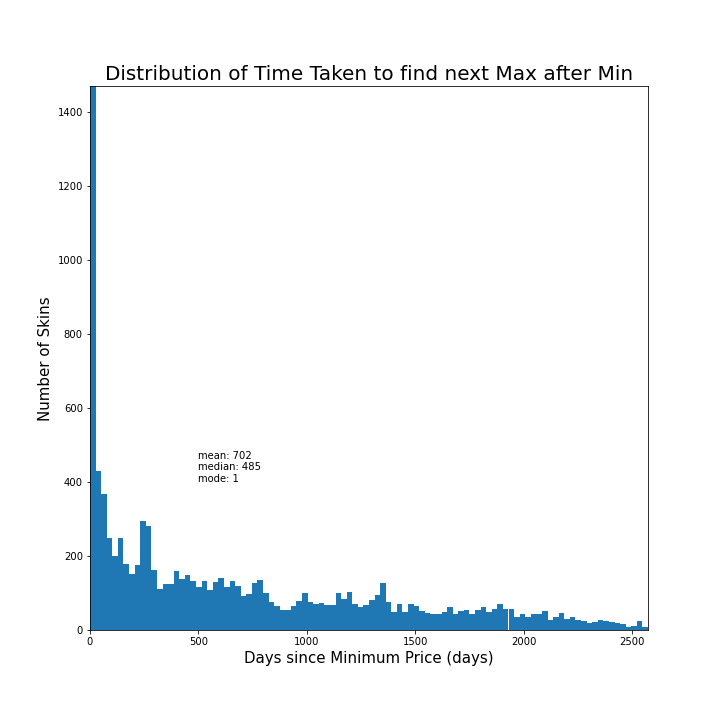 Distribution of Time Taken to find next Max after Min
1400
1200
1000
800
600
400
200
0
Number of Skins
mean: 702
median: 485
mode: 1
0 500 1000 1500 2000 2500
Days since Minimum Price (days)